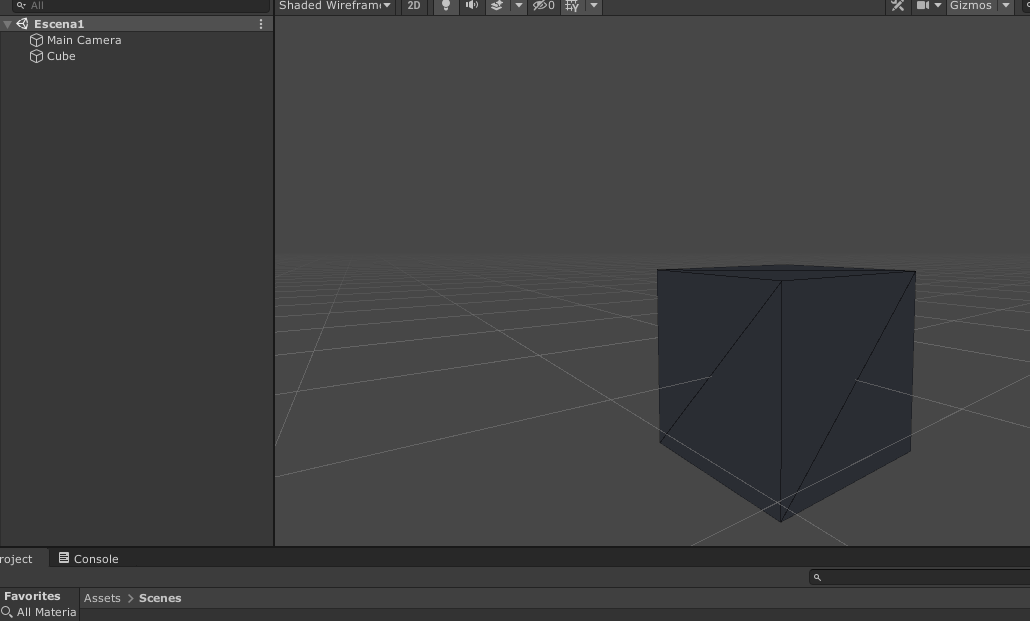 All
Shaded Wirefram
2D
0
Gizmos
Escena1
Main Camera
Cube
roject
Console
Favorites
All Materia
Assets > Scenes